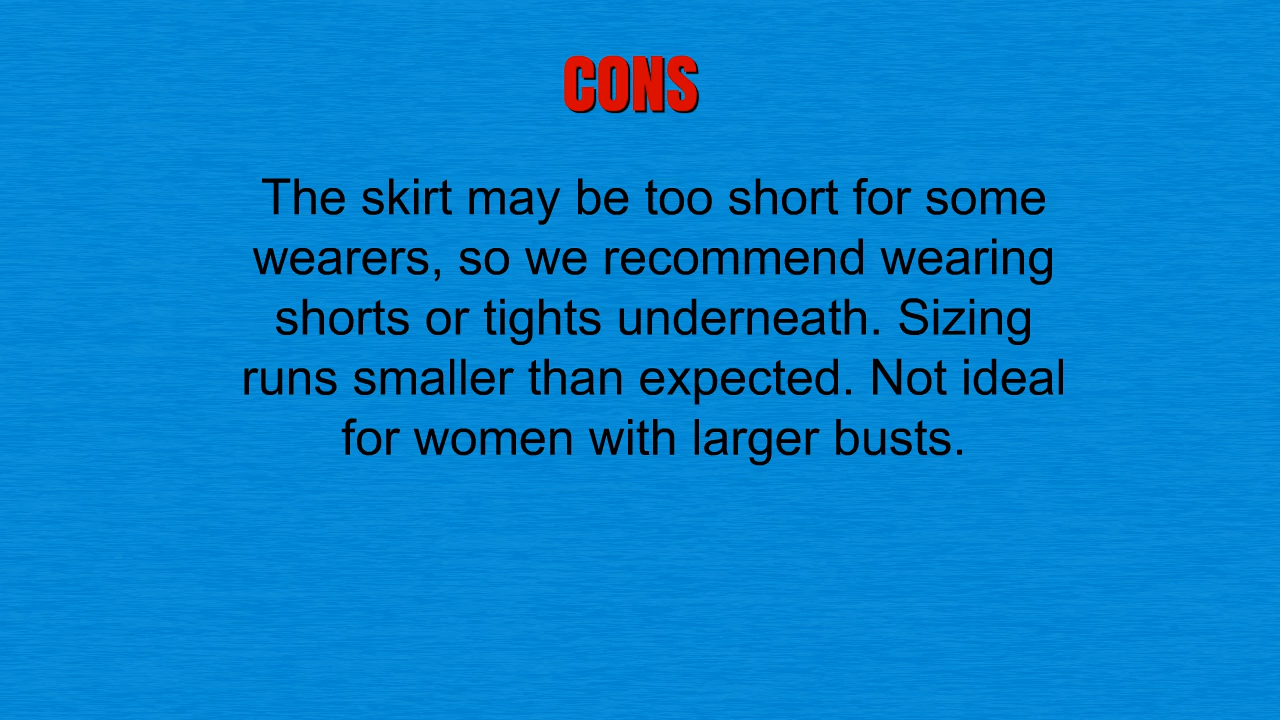 CONS
The skirt may be too short for some
wearers, so we recommend wearing
shorts or tights underneath. Sizing
runs smaller than expected. Not ideal
for women with larger busts.